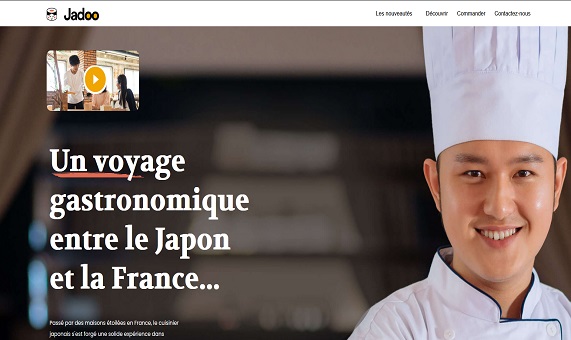 Jadoo
Les nouveautés Découvrir Commander Contactez-nous
Un voyage
gastronomique
entre le Japon
et la France...
Passé par des maisons étoilées en France, le cuisinier
japonais s'est forgé une solide expérience dans